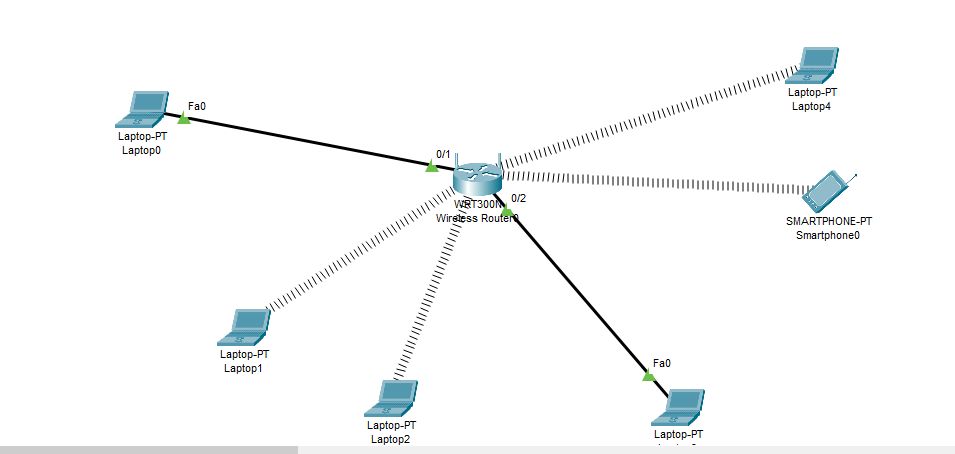 Laptop-PT
Laptop4
Fa0
Laptop-PT
Laptop0
0/1
0/2
WRT300N
Wireless Router0
SMARTPHONE-PT
Smartphone0
Laptop-PT
Laptop1
Fa0
Laptop-PT
Laptop2
Laptop-PT